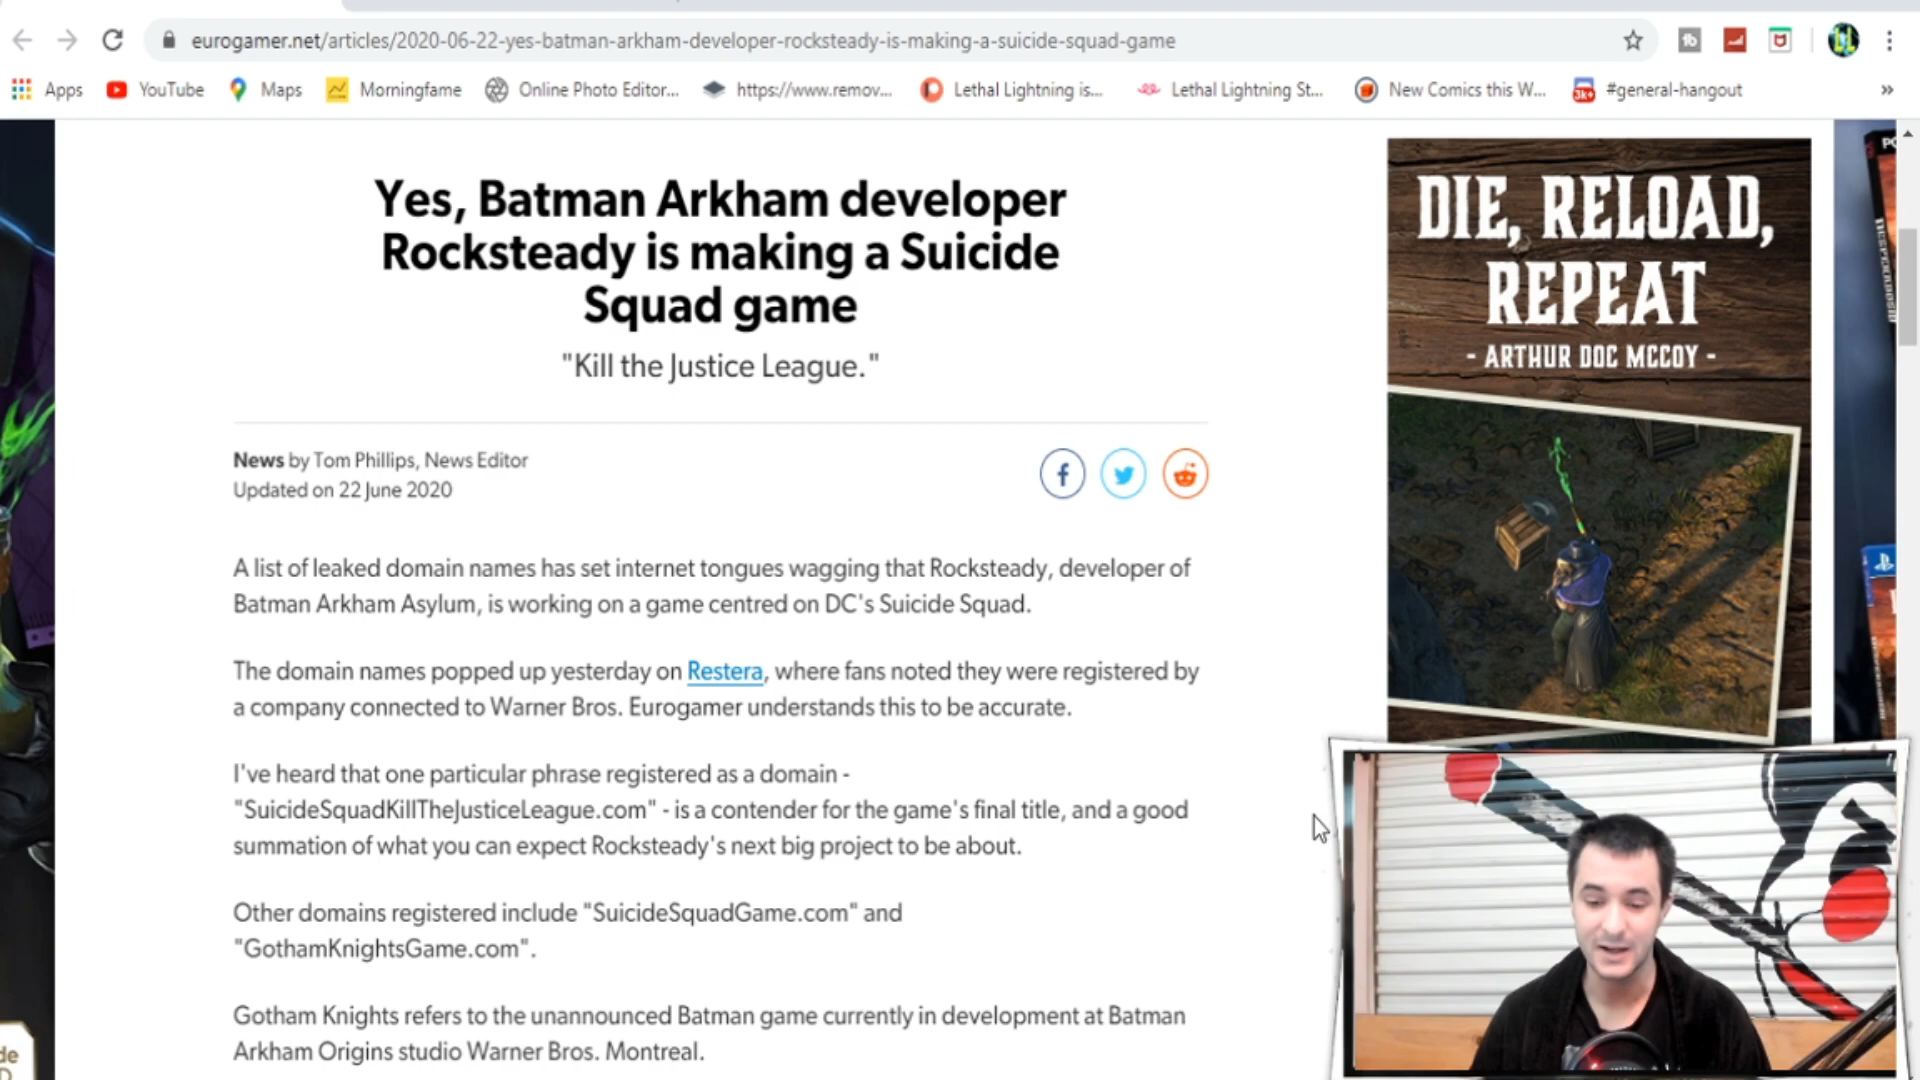 eurogamer.net/articles/2020-06-22-yes-batman-arkham-developer-rocksteady-is-making-a-suicide-squad-game
Apps YouTube Maps Morningfame Online Photo Editor... https://www.remov... Lethal Lightning is... Lethal Lightning St... New Comics this W... #general-hangout »
Yes, Batman Arkham developer
Rocksteady is making a Suicide
Squad game
"Kill the Justice League."
News by Tom Phillips, News Editor
Updated on 22 June 2020
A list of leaked domain names has set internet tongues wagging that Rocksteady, developer of
Batman Arkham Asylum, is working on a game centred on DC's Suicide Squad.
The domain names popped up yesterday on Restera, where fans noted they were registered by
a company connected to Warner Bros. Eurogamer understands this to be accurate.
I've heard that one particular phrase registered as a domain -
"SuicideSquadKillTheJusticeLeague.com" - is a contender for the game's final title, and a good
summation of what you can expect Rocksteady's next big project to be about.
Other domains registered include "SuicideSquadGame.com" and
"GothamKnightsGame.com".
Gotham Knights refers to the unannounced Batman game currently in development at Batman
Arkham Origins studio Warner Bros. Montreal.
DIE, RELOAD,
REPEAT
- ARTHUR DOC MCCOY -